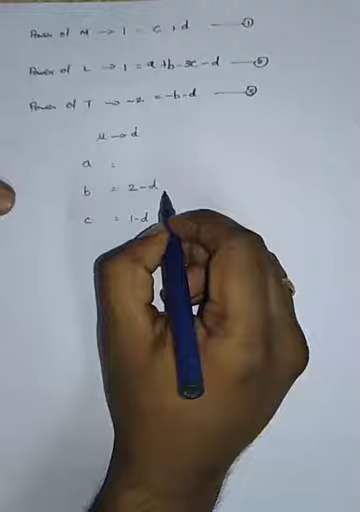 Power of M → 1 = c + d —— ①
Power of L → 1 = a + b - 3c - d —— ②
Power of T → -2 = -b - d —— ③
μ → d
a =
b = 2 - d
c = 1 - d